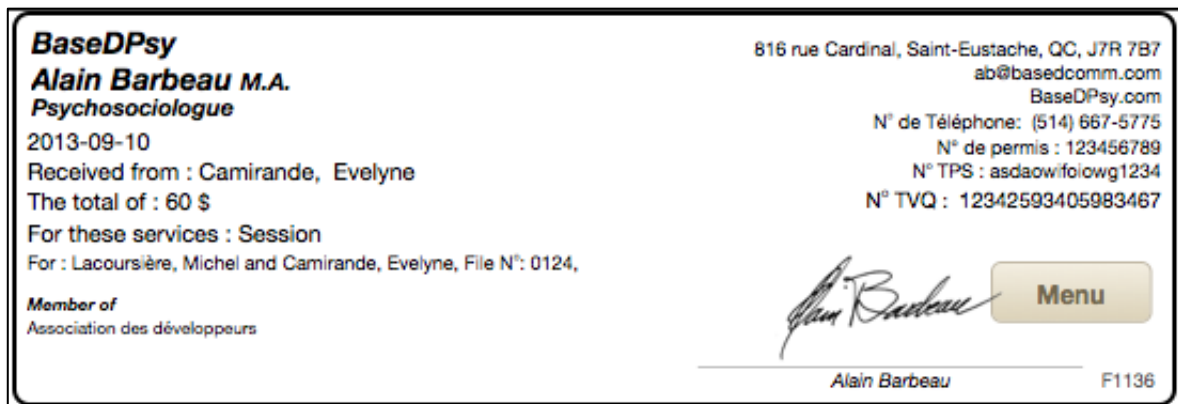 BaseDPsy
Alain Barbeau M.A.
Psychosociologue
2013-09-10
Received from : Camirande, Evelyne
The total of : 60 $
For these services : Session
For : Lacoursière, Michel and Camirande, Evelyne, File N°: 0124,
Member of
Association des développeurs
816 rue Cardinal, Saint-Eustache, QC, J7R 7B7
ab@basedcomm.com
BaseDPsy.com
N° de Téléphone: (514) 667-5775
N° de permis : 123456789
N° TPS : asdaowifoiowg1234
N° TVQ : 12342593405983467
Alain Barbeau
Menu
Alain Barbeau
F1136